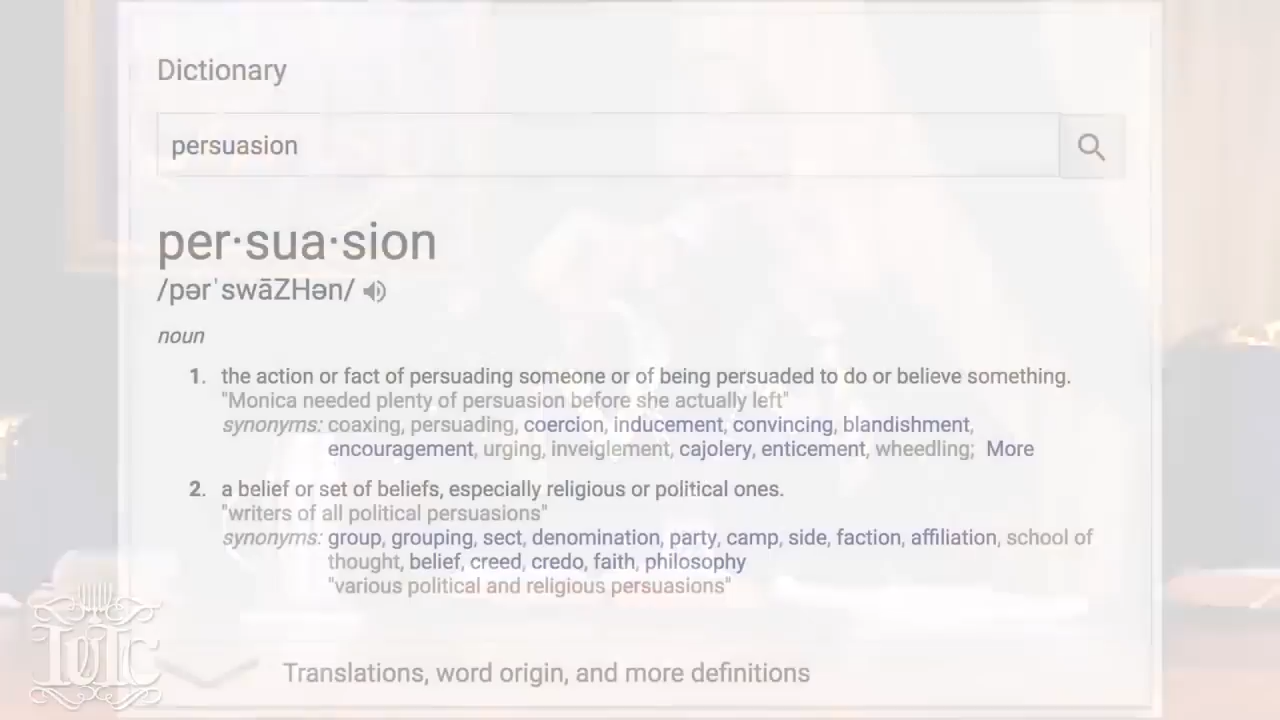 Dictionary
persuasion
per·sua·sion
/pərˈswāZHən/
noun
1. the action or fact of persuading someone or of being persuaded to do or believe something.
"Monica needed plenty of persuasion before she actually left"
synonyms: coaxing, persuading, coercion, inducement, convincing, blandishment,
encouragement, urging, inveiglement, cajolery, enticement, wheedling; More
2. a belief or set of beliefs, especially religious or political ones.
"writers of all political persuasions"
synonyms: group, grouping, sect, denomination, party, camp, side, faction, affiliation, school of
thought, belief, creed, credo, faith, philosophy
"various political and religious persuasions"
IUIC
Translations, word origin, and more definitions